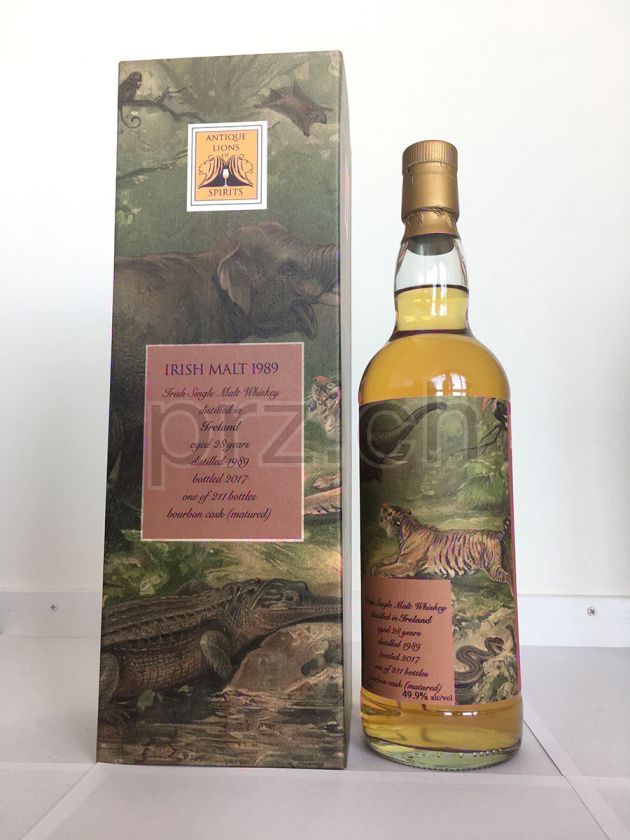 ANTIQUE
LIONS
OF
SPIRITS
IRISH MALT 1989
Irish Single Malt Whiskey
distilled in
Ireland
aged 28 years
distilled 1989
bottled 2017
one of 211 bottles
bourbon cask (matured)
prz.cn
Irish Single Malt Whiskey
distilled in Ireland
aged 28 years
distilled 1989
bottled 2017
one of 211 bottles
bourbon cask (matured)
49.9% alc/vol